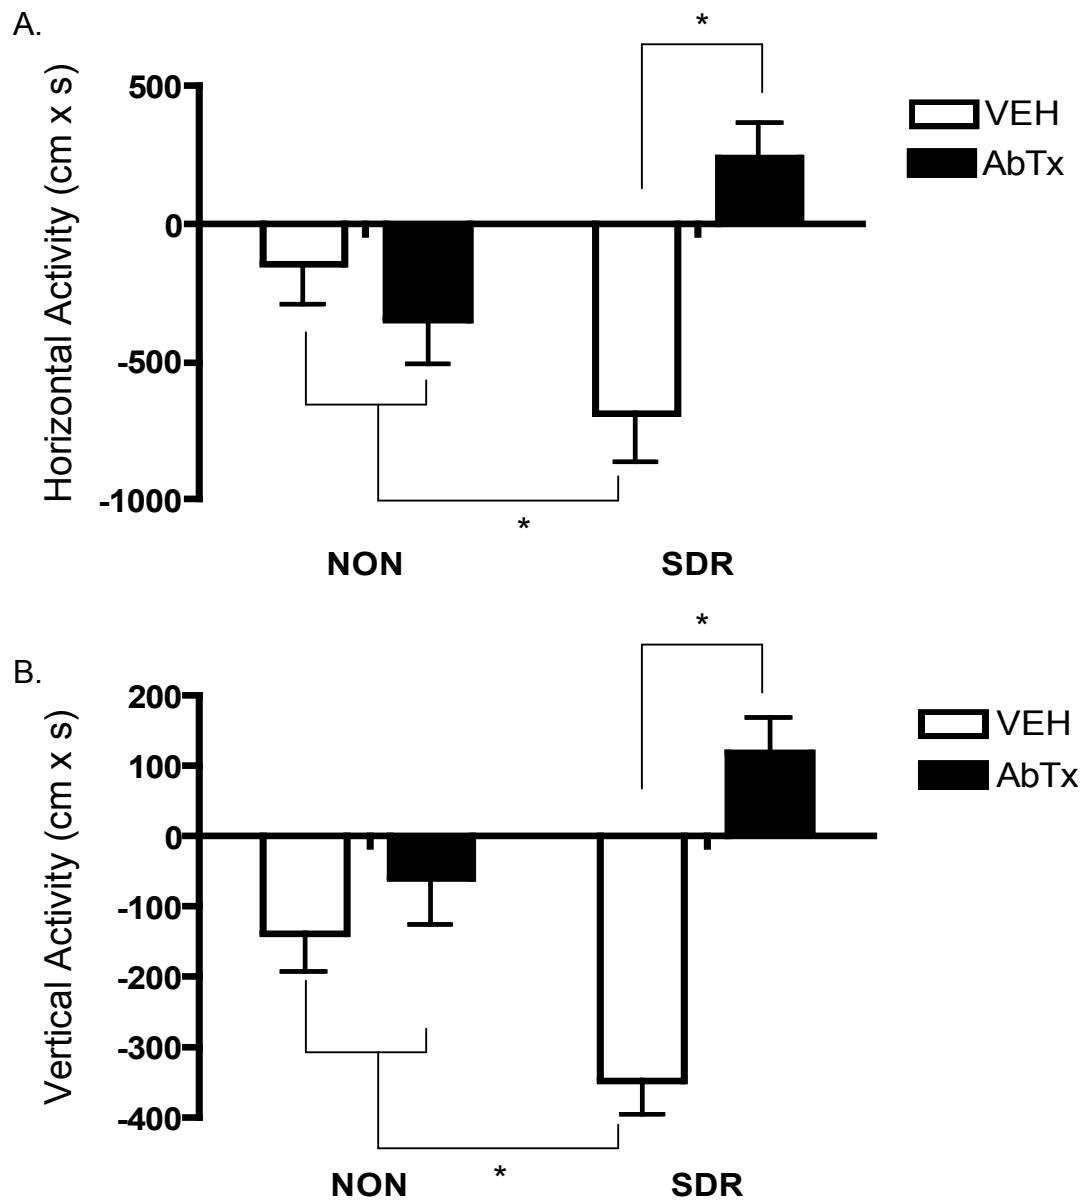 A.
*
500
0
-500
-1000
Horizontal Activity (cm x s)
VEH
AbTx
*
NON SDR
*
B.
200
100
0
-100
-200
-300
-400
Vertical Activity (cm x s)
VEH
AbTx
*
NON SDR